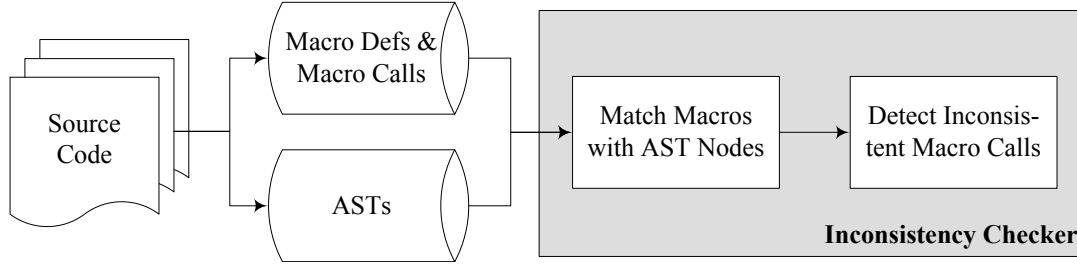 Source
Code
Macro Defs &
Macro Calls
ASTs
Match Macros
with AST Nodes
Detect Inconsis-
tent Macro Calls
Inconsistency Checker